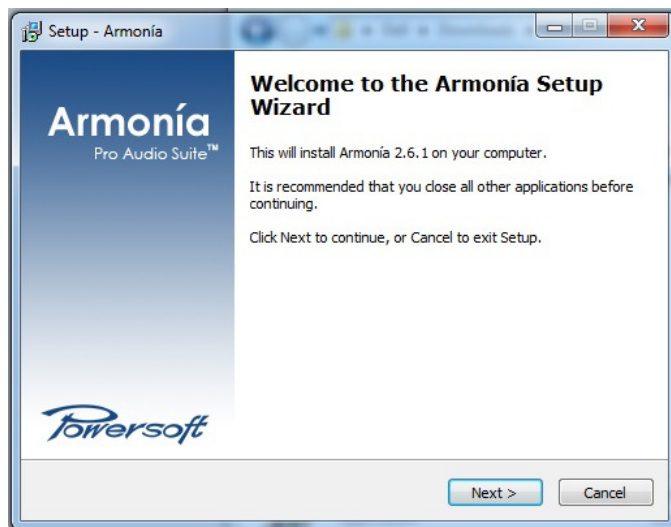 Setup - Armonía
Armonía
Pro Audio Suite™
Welcome to the Armonía Setup
Wizard
This will install Armonía 2.6.1 on your computer.
It is recommended that you close all other applications before
continuing.
Click Next to continue, or Cancel to exit Setup.
Powersoft
Next >
Cancel